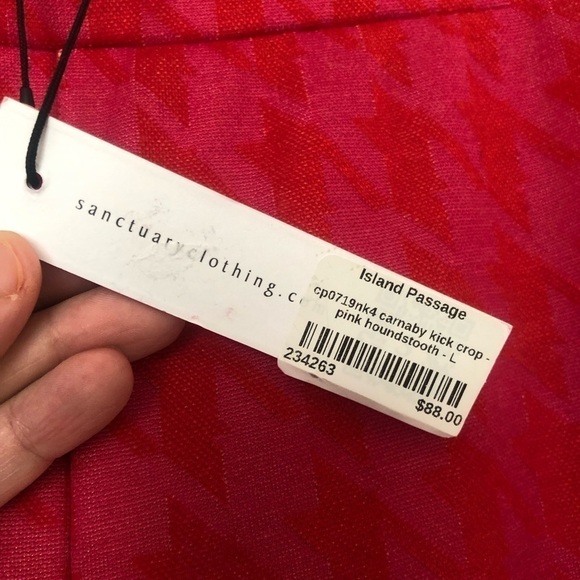 sanctuaryclothing.c
Island Passage
cp0719nk4 carnaby kick crop -
pink houndstooth - L
234263
$88.00